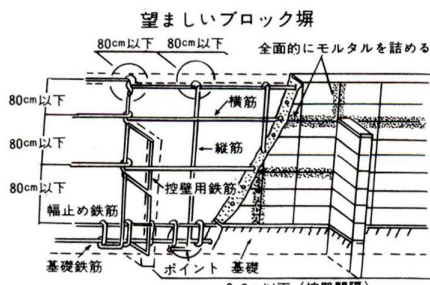 望ましいブロック塀
80cm以下 80cm以下
全面的にモルタルを詰める
80cm以下
横筋
80cm以下
縦筋
80cm以下
控壁用鉄筋
幅止め鉄筋
基礎鉄筋
ポイント
基礎